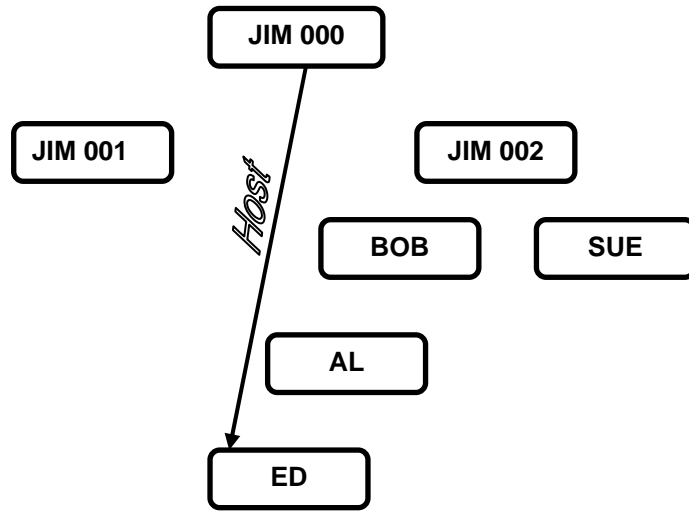 JIM 000
JIM 001
JIM 002
Host
BOB
SUE
AL
ED